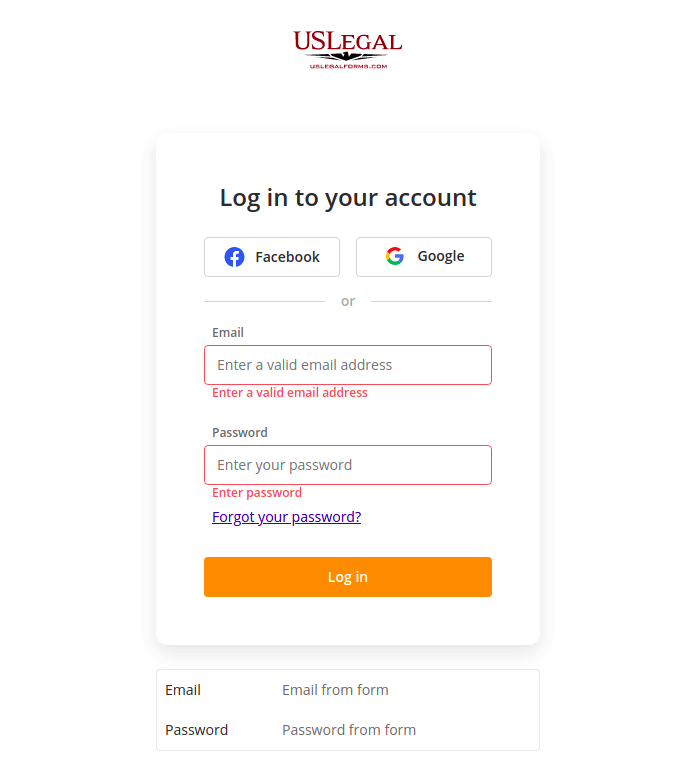 USLEGAL
USLEGALFORMS.COM
Log in to your account
Facebook Google
or
Email
Enter a valid email address
Enter a valid email address
Password
Enter your password
Enter password
Forgot your password?
Log in
Email Email from form
Password Password from form